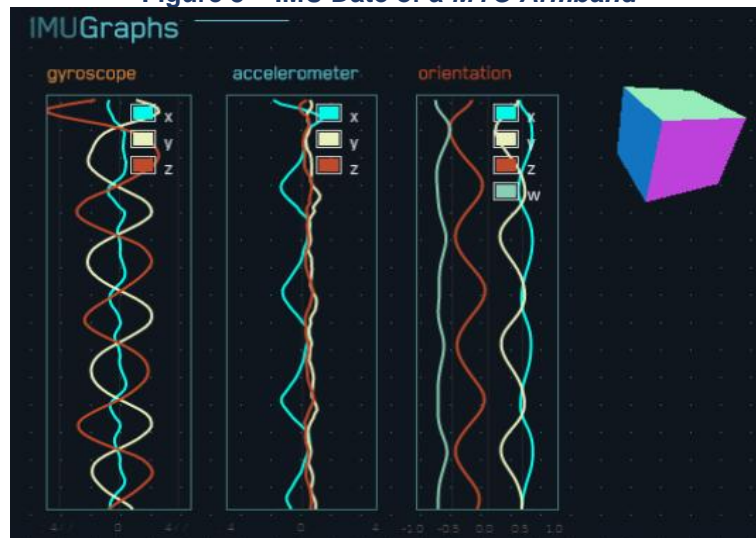 IMUGraphs
gyroscope
accelerometer
orientation
x
y
z
x
y
z
x
y
z
w
0
4
0
4
-1.0
-0.5
0.0
0.5
1.0